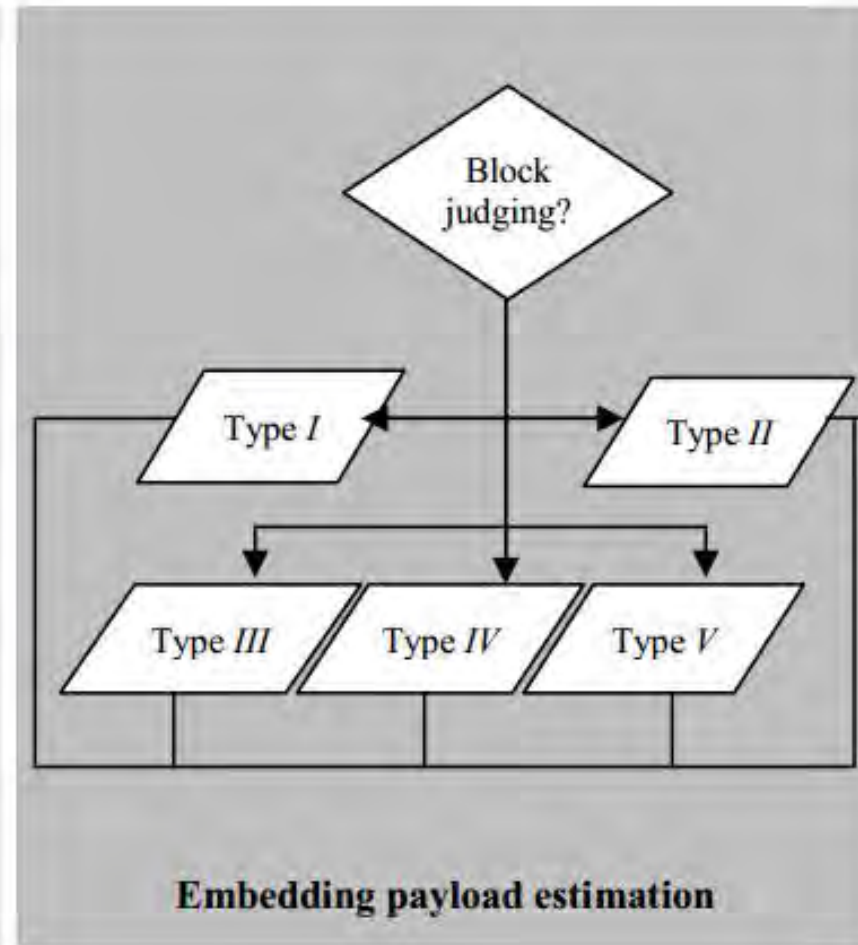 Block
judging?
Type I
Type II
Type III
Type IV
Type V
Embedding payload estimation